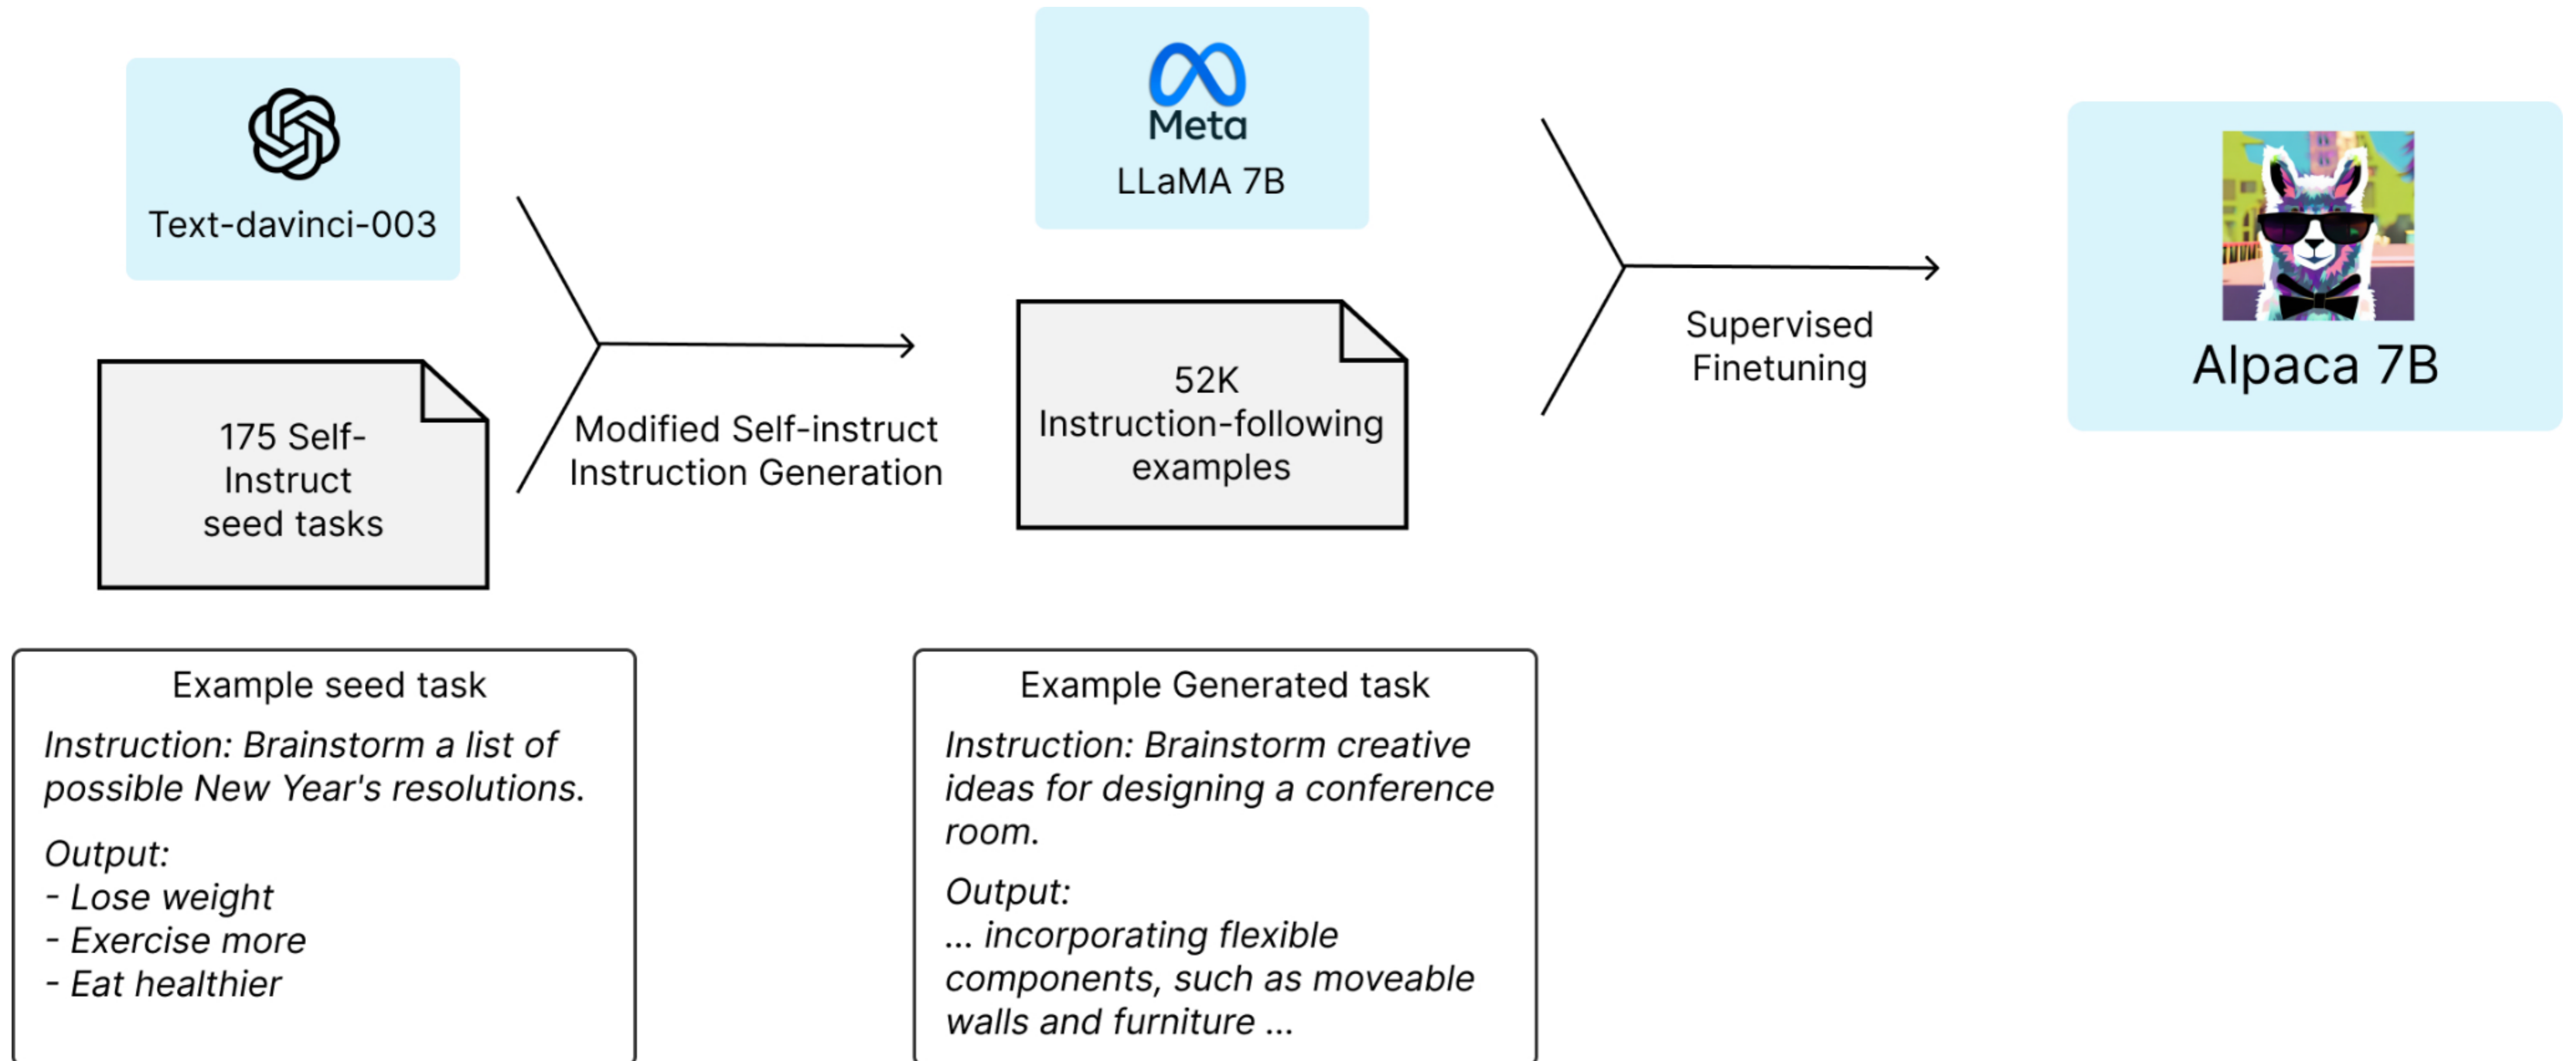 Text-davinci-003
175 Self-
Instruct
seed tasks
Modified Self-instruct
Instruction Generation
Meta
LLaMA 7B
52K
Instruction-following
examples
Supervised
Finetuning
Alpaca 7B
Example seed task
Instruction: Brainstorm a list of
possible New Year's resolutions.
Output:
- Lose weight
- Exercise more
- Eat healthier
Example Generated task
Instruction: Brainstorm creative
ideas for designing a conference
room.
Output:
... incorporating flexible
components, such as moveable
walls and furniture ...